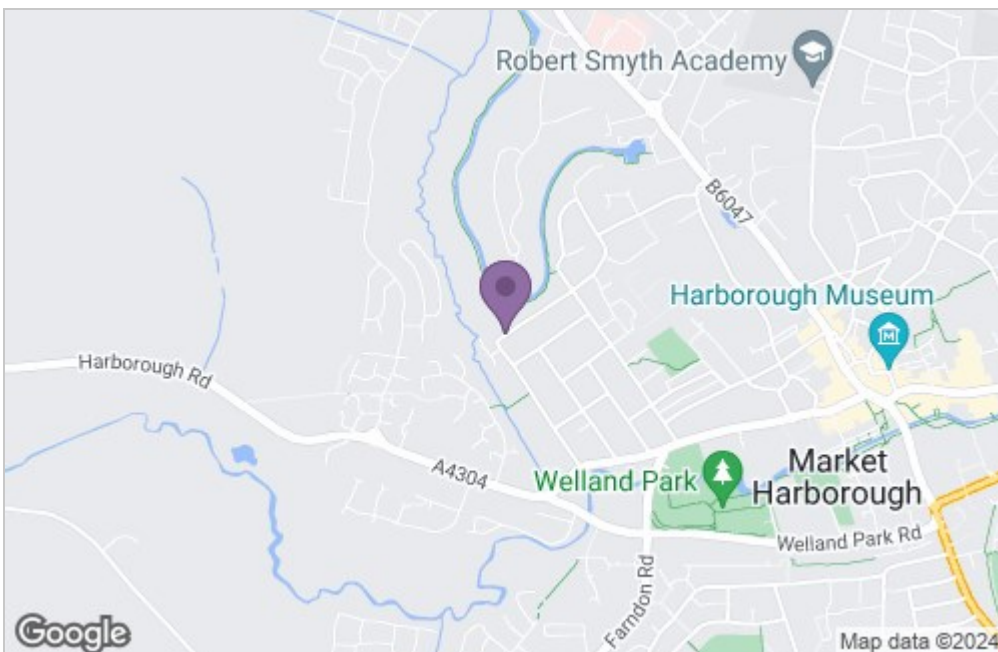 Robert Smyth Academy
B6047
Harborough Museum
Harborough Rd
A4304
Welland Park
Market
Harborough
Welland Park Rd
Farndon Rd
Google
Map data ©2024